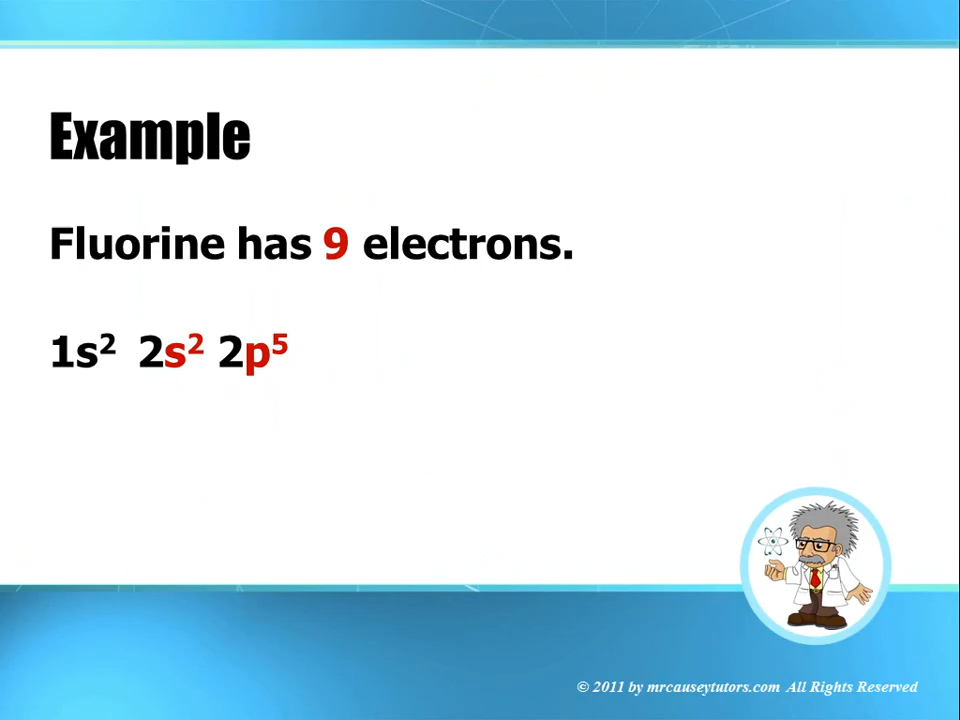 Example
Fluorine has 9 electrons.
1s² 2s² 2p⁵
© 2011 by mrcauseytutors.com All Rights Reserved